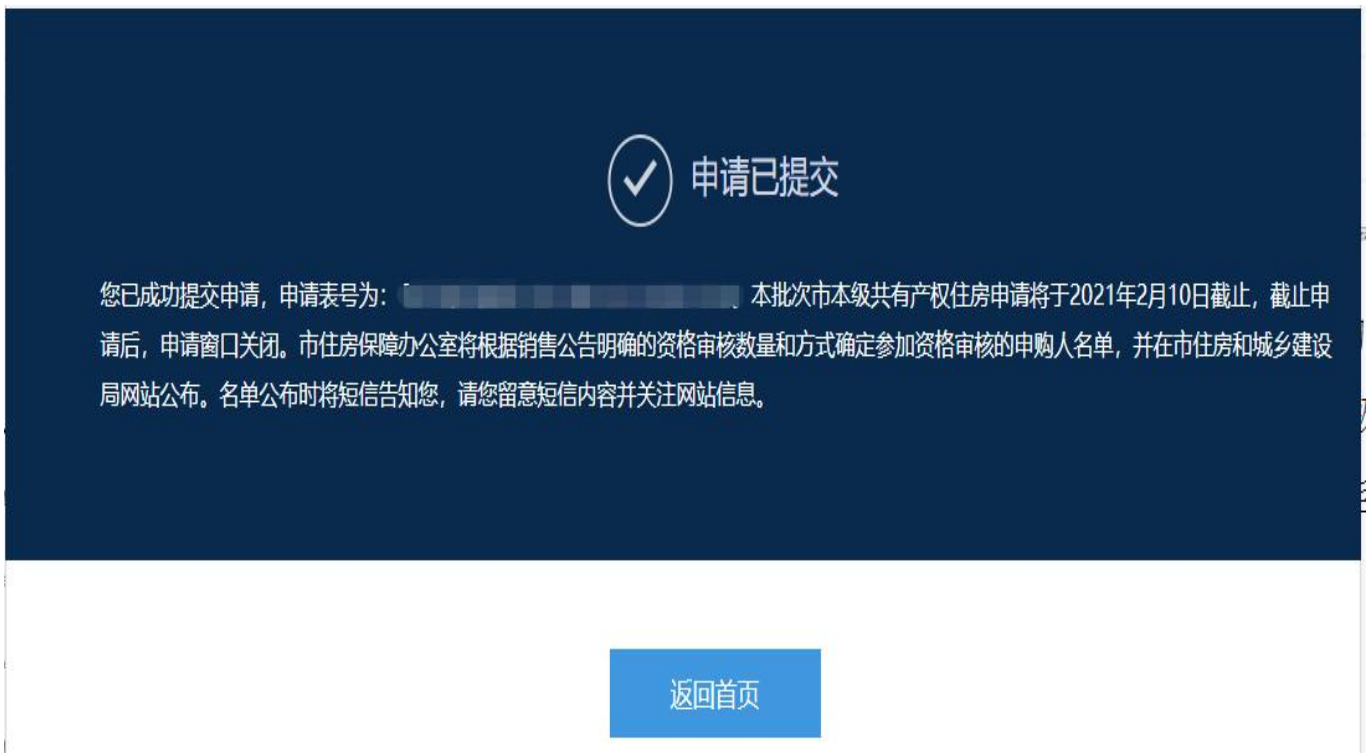 申请已提交
您已成功提交申请，申请表号为： 本批次市本级共有产权住房申请将于2021年2月10日截止，截止申
请后，申请窗口关闭。市住房保障办公室将根据销售公告明确的资格审核数量和方式确定参加资格审核的申购人名单，并在市住房和城乡建设
局网站公布。名单公布时将短信告知您，请您留意短信内容并关注网站信息。
返回首页